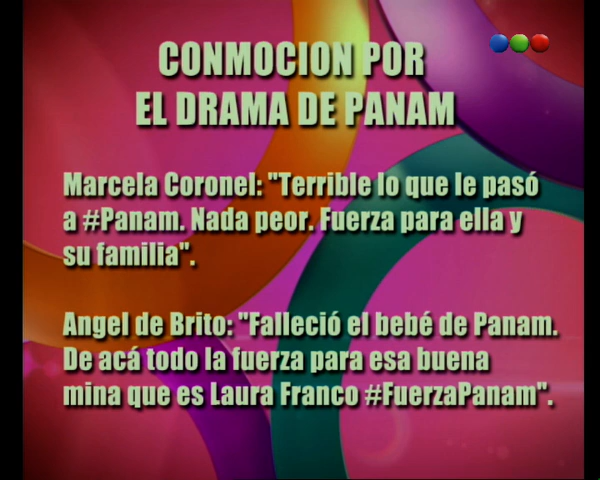 CONMOCION POR
EL DRAMA DE PANAM
Marcela Coronel: "Terrible lo que le pasó
a #Panam. Nada peor. Fuerza para ella y
su familia".
Angel de Brito: "Falleció el bebé de Panam.
De acá todo la fuerza para esa buena
mina que es Laura Franco #FuerzaPanam".